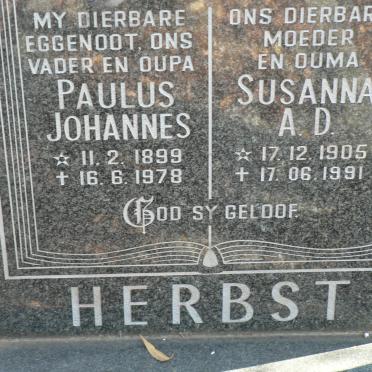 MY DIERBARE
EGGENOOT, ONS
VADER EN OUPA
PAULUS
JOHANNES
☆ 11. 2. 1899
✝ 16. 6. 1978
ONS DIERBAR
MOEDER
EN OUMA
SUSANNA
A. D.
☆ 17. 12. 1905
✝ 17. 06. 1991
GOD SY GELOOF.
HERBST